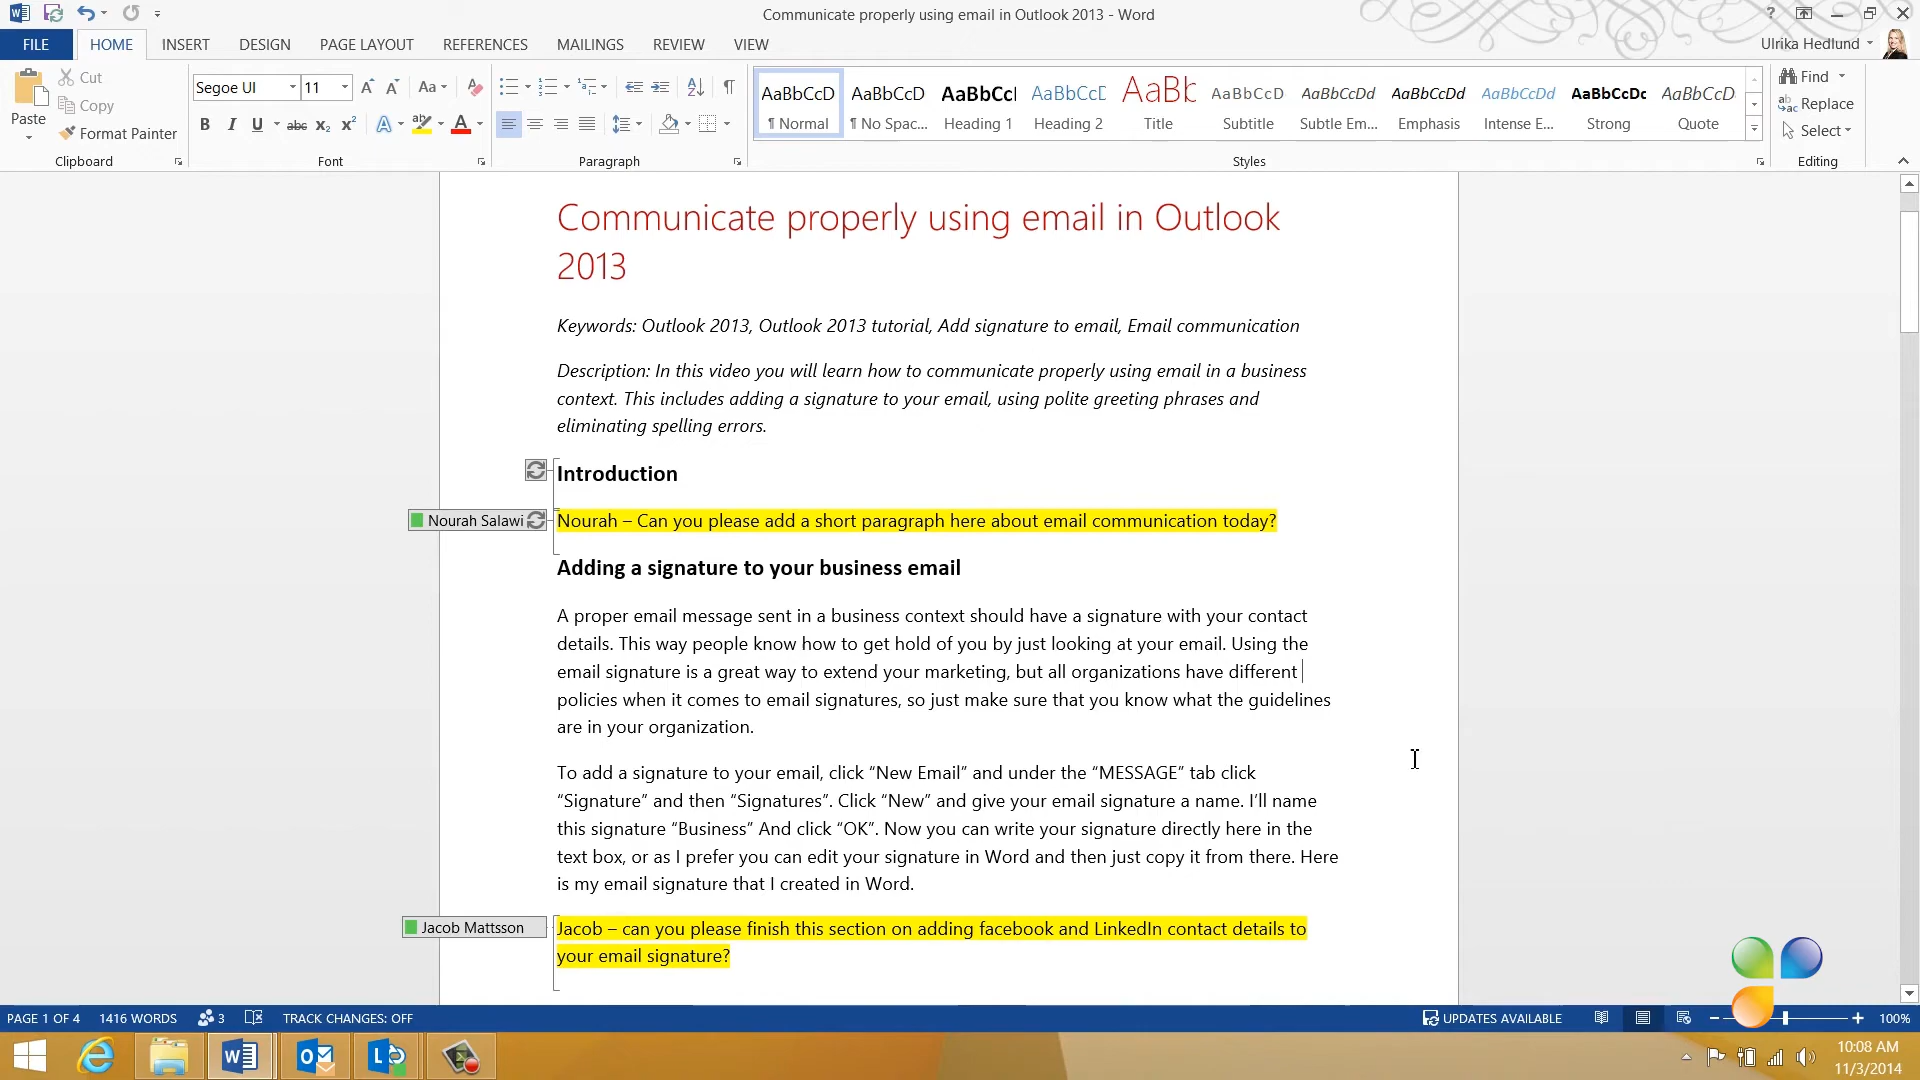 Communicate properly using email in Outlook 2013 - Word
FILE HOME INSERT DESIGN PAGE LAYOUT REFERENCES MAILINGS REVIEW VIEW
Ulrika Hedlund
Paste
Cut
Copy
Format Painter
Clipboard
Segoe UI 11
Aa
B I U abc X₂ X² A ab A
Font
Paragraph
AaBbCcD AaBbCcD AaBbCcI AaBbCcE AaBb AaBbCcD AaBbCcDd AaBbCcDd AaBbCcDd AaBbCcDc AaBbCcD
¶ Normal ¶ No Spac... Heading 1 Heading 2 Title Subtitle Subtle Em... Emphasis Intense E... Strong Quote
Styles
Find
Replace
Select
Editing
Communicate properly using email in Outlook
2013
Keywords: Outlook 2013, Outlook 2013 tutorial, Add signature to email, Email communication
Description: In this video you will learn how to communicate properly using email in a business
context. This includes adding a signature to your email, using polite greeting phrases and
eliminating spelling errors.
Introduction
Nourah Salawi
Nourah – Can you please add a short paragraph here about email communication today?
Adding a signature to your business email
A proper email message sent in a business context should have a signature with your contact
details. This way people know how to get hold of you by just looking at your email. Using the
email signature is a great way to extend your marketing, but all organizations have different
policies when it comes to email signatures, so just make sure that you know what the guidelines
are in your organization.
To add a signature to your email, click “New Email” and under the “MESSAGE” tab click
“Signature” and then “Signatures”. Click “New” and give your email signature a name. I’ll name
this signature “Business” And click “OK”. Now you can write your signature directly here in the
text box, or as I prefer you can edit your signature in Word and then just copy it from there. Here
is my email signature that I created in Word.
Jacob Mattsson
Jacob – can you please finish this section on adding facebook and LinkedIn contact details to
your email signature?
PAGE 1 OF 4 1416 WORDS 3 TRACK CHANGES: OFF
UPDATES AVAILABLE
100%
10:08 AM
11/3/2014